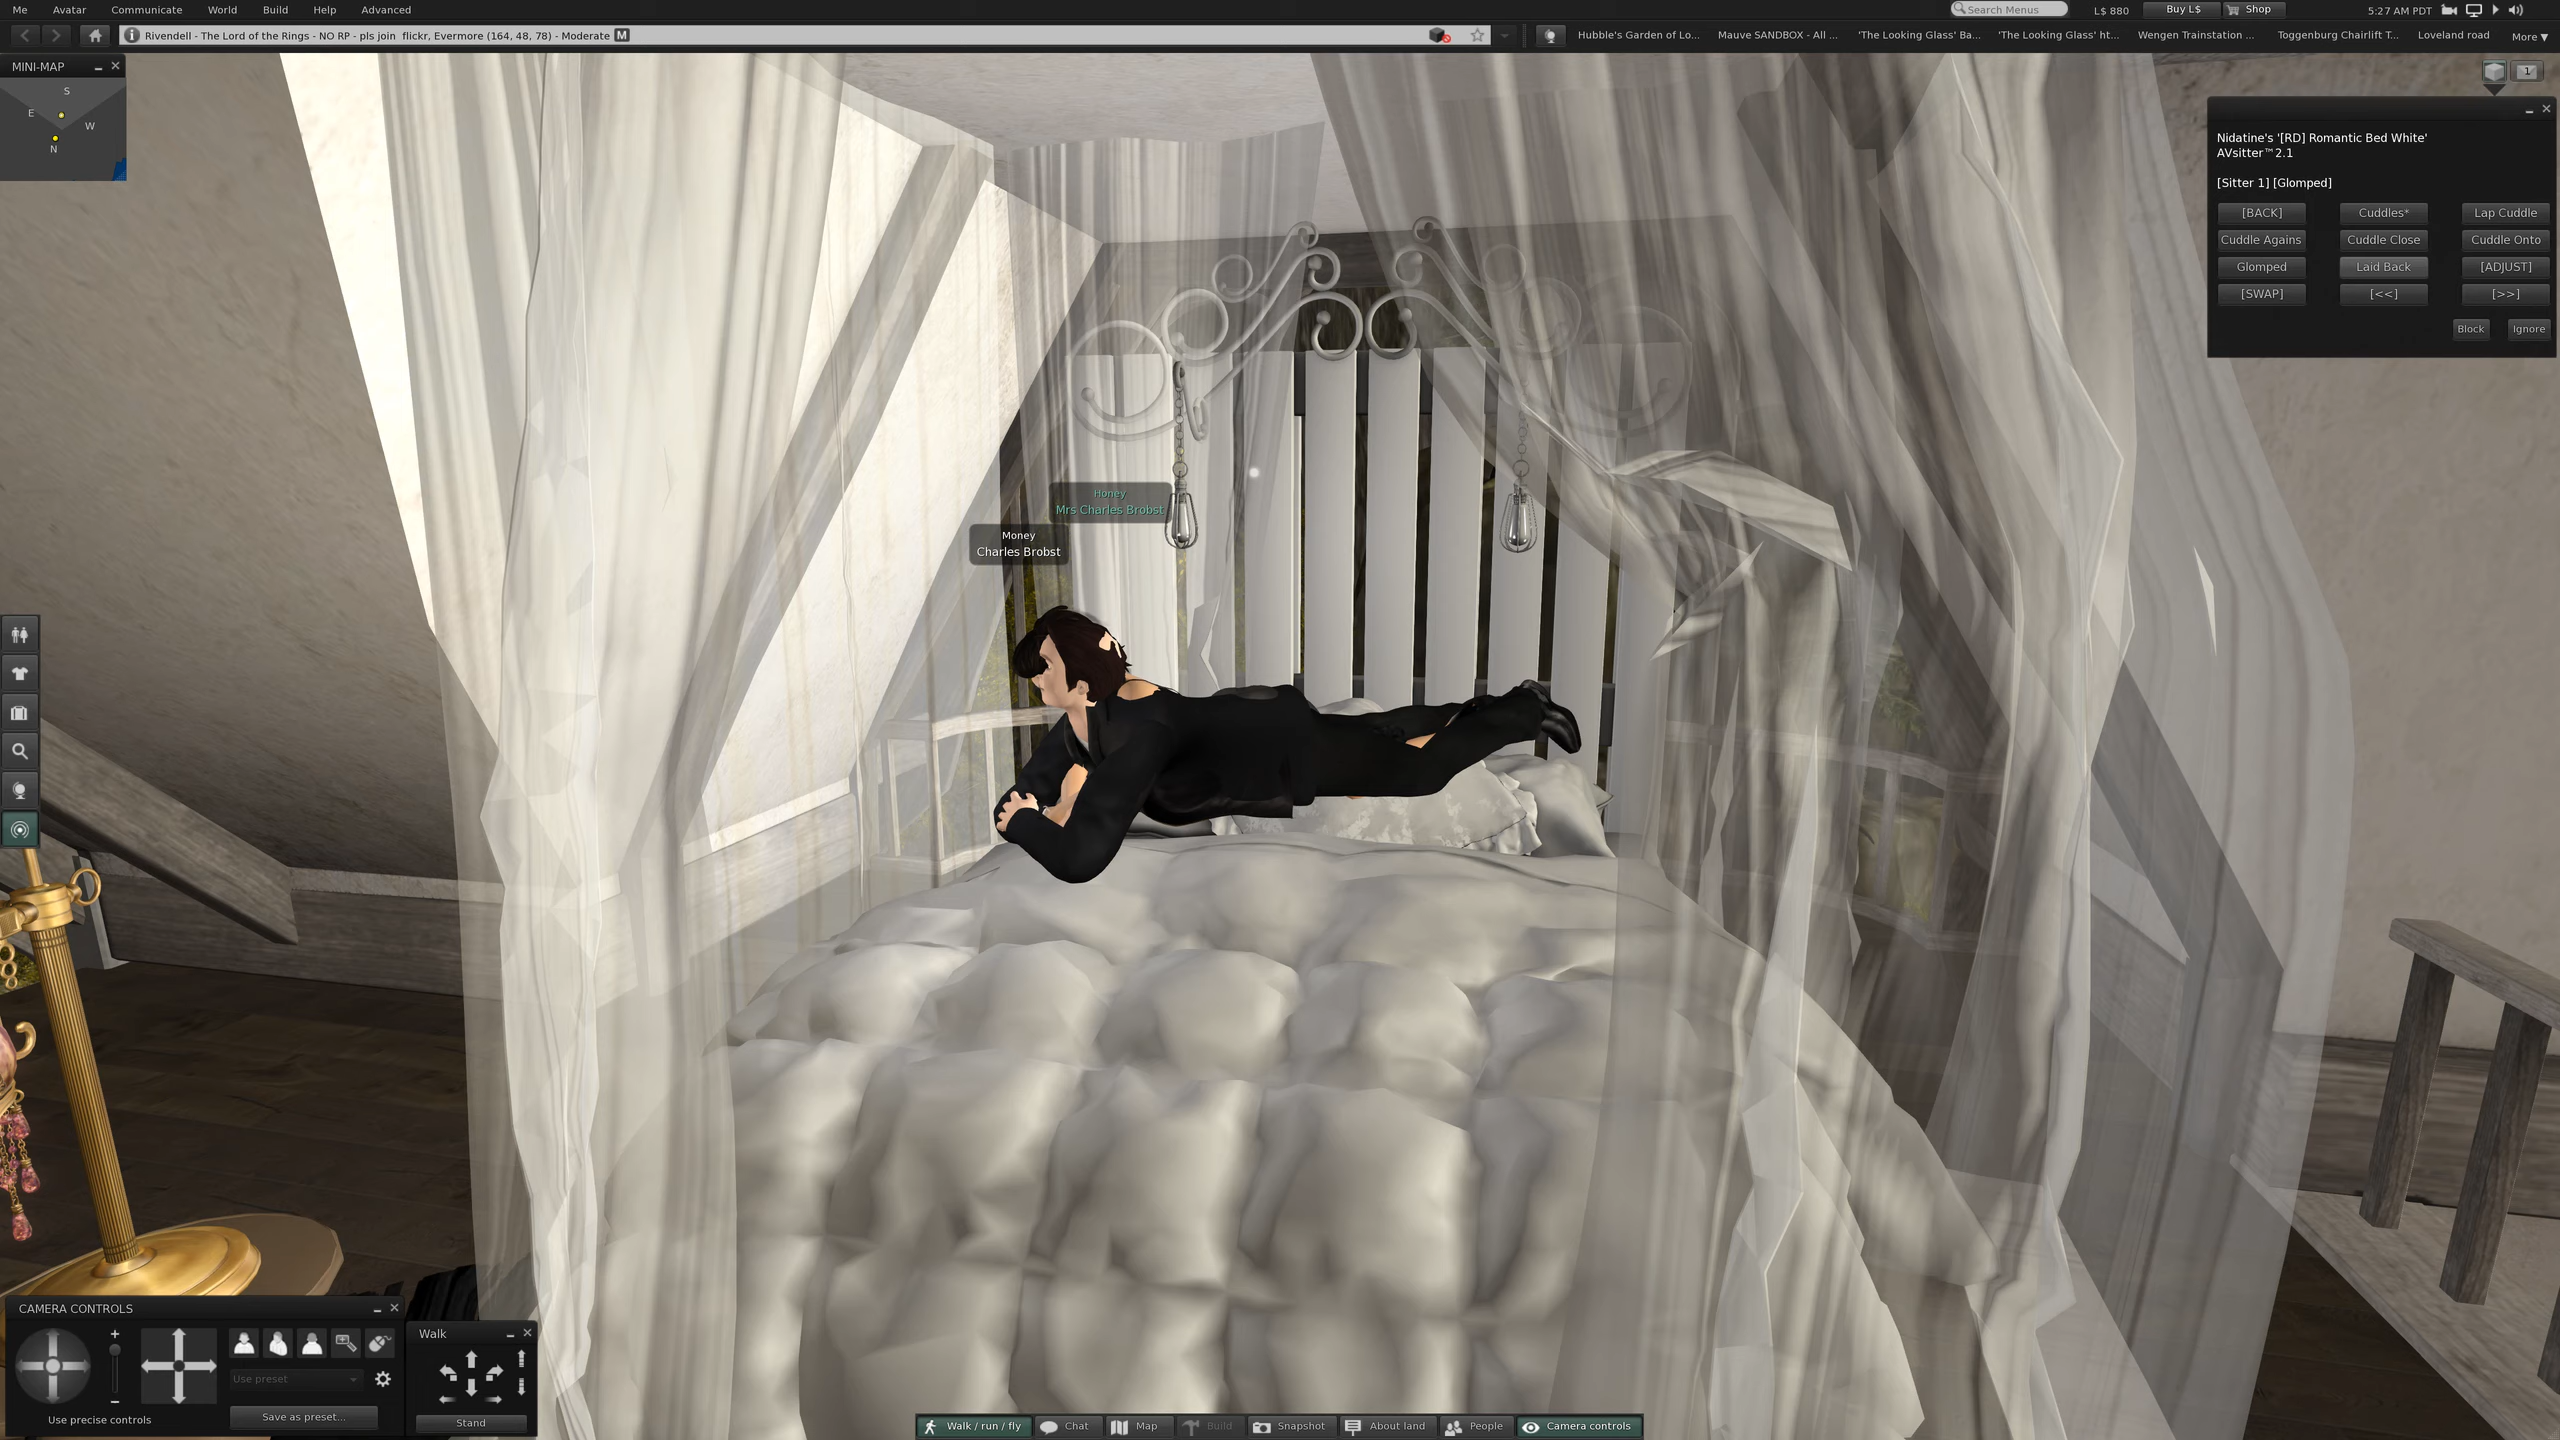 Me Avatar Communicate World Build Help Advanced
Search Menus
L$ 880 Buy L$ Shop 5:27 AM PDT
Rivendell - The Lord of the Rings - NO RP - pls join  flickr, Evermore (164, 48, 78) - Moderate M
Hubble's Garden of Lo... Mauve SANDBOX - All ... 'The Looking Glass' Ba... 'The Looking Glass' ht... Wengen Trainstation ... Toggenburg Chairlift T... Loveland road More ▼
MINI-MAP
S
E
W
N
1
Nidatine's '[RD] Romantic Bed White'
AVsitter™2.1
[Sitter 1] [Glomped]
[BACK] Cuddles* Lap Cuddle
Cuddle Agains Cuddle Close Cuddle Onto
Glomped Laid Back [ADJUST]
[SWAP] [<<] [>>]
Block Ignore
Honey
Mrs Charles Brobst
Money
Charles Brobst
CAMERA CONTROLS
Use preset
Save as preset...
Use precise controls
Walk
Stand
Walk / run / fly Chat Map Build Snapshot About land People Camera controls